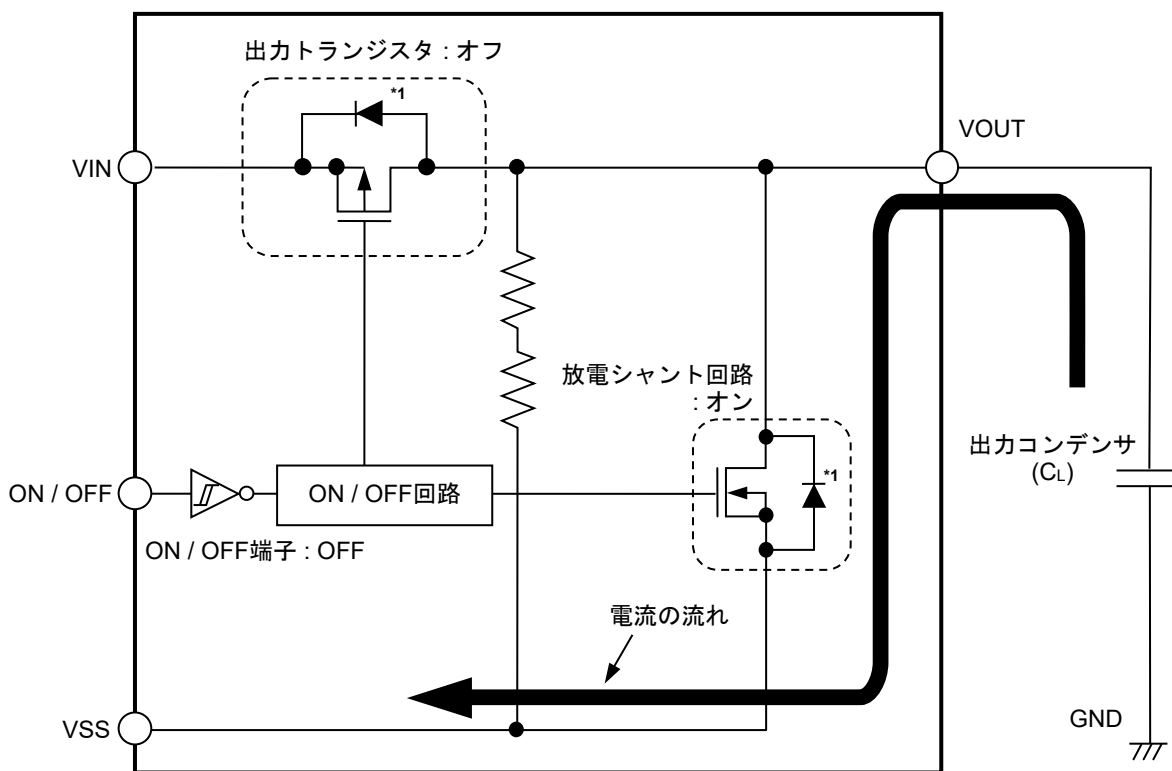 出力トランジスタ : オフ
*1
VOUT
VIN
放電シャント回路
: オン
出力コンデンサ
(CL)
*1
ON / OFF
ON / OFF回路
ON / OFF端子 : OFF
電流の流れ
GND
VSS